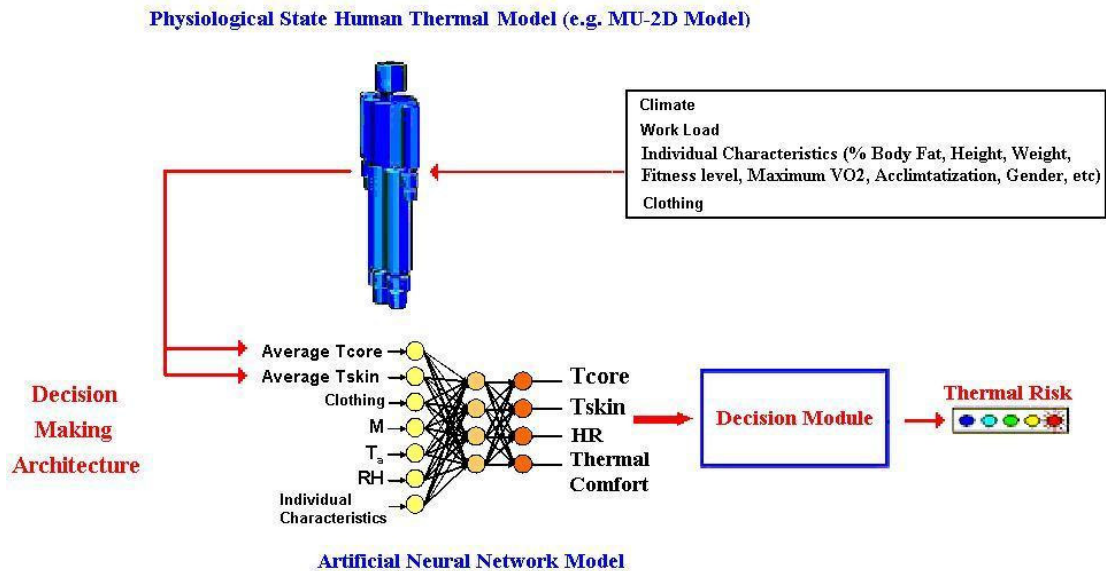 Physiological State Human Thermal Model (e.g. MU-2D Model)
Climate
Work Load
Individual Characteristics (% Body Fat, Height, Weight,
Fitness level, Maximum VO2, Acclimtatization, Gender, etc)
Clothing
Decision
Making
Architecture
Average Tcore
Average Tskin
Clothing
M
Ta
RH
Individual
Characteristics
Tcore
Tskin
HR
Thermal
Comfort
Decision Module
Thermal Risk
Artificial Neural Network Model